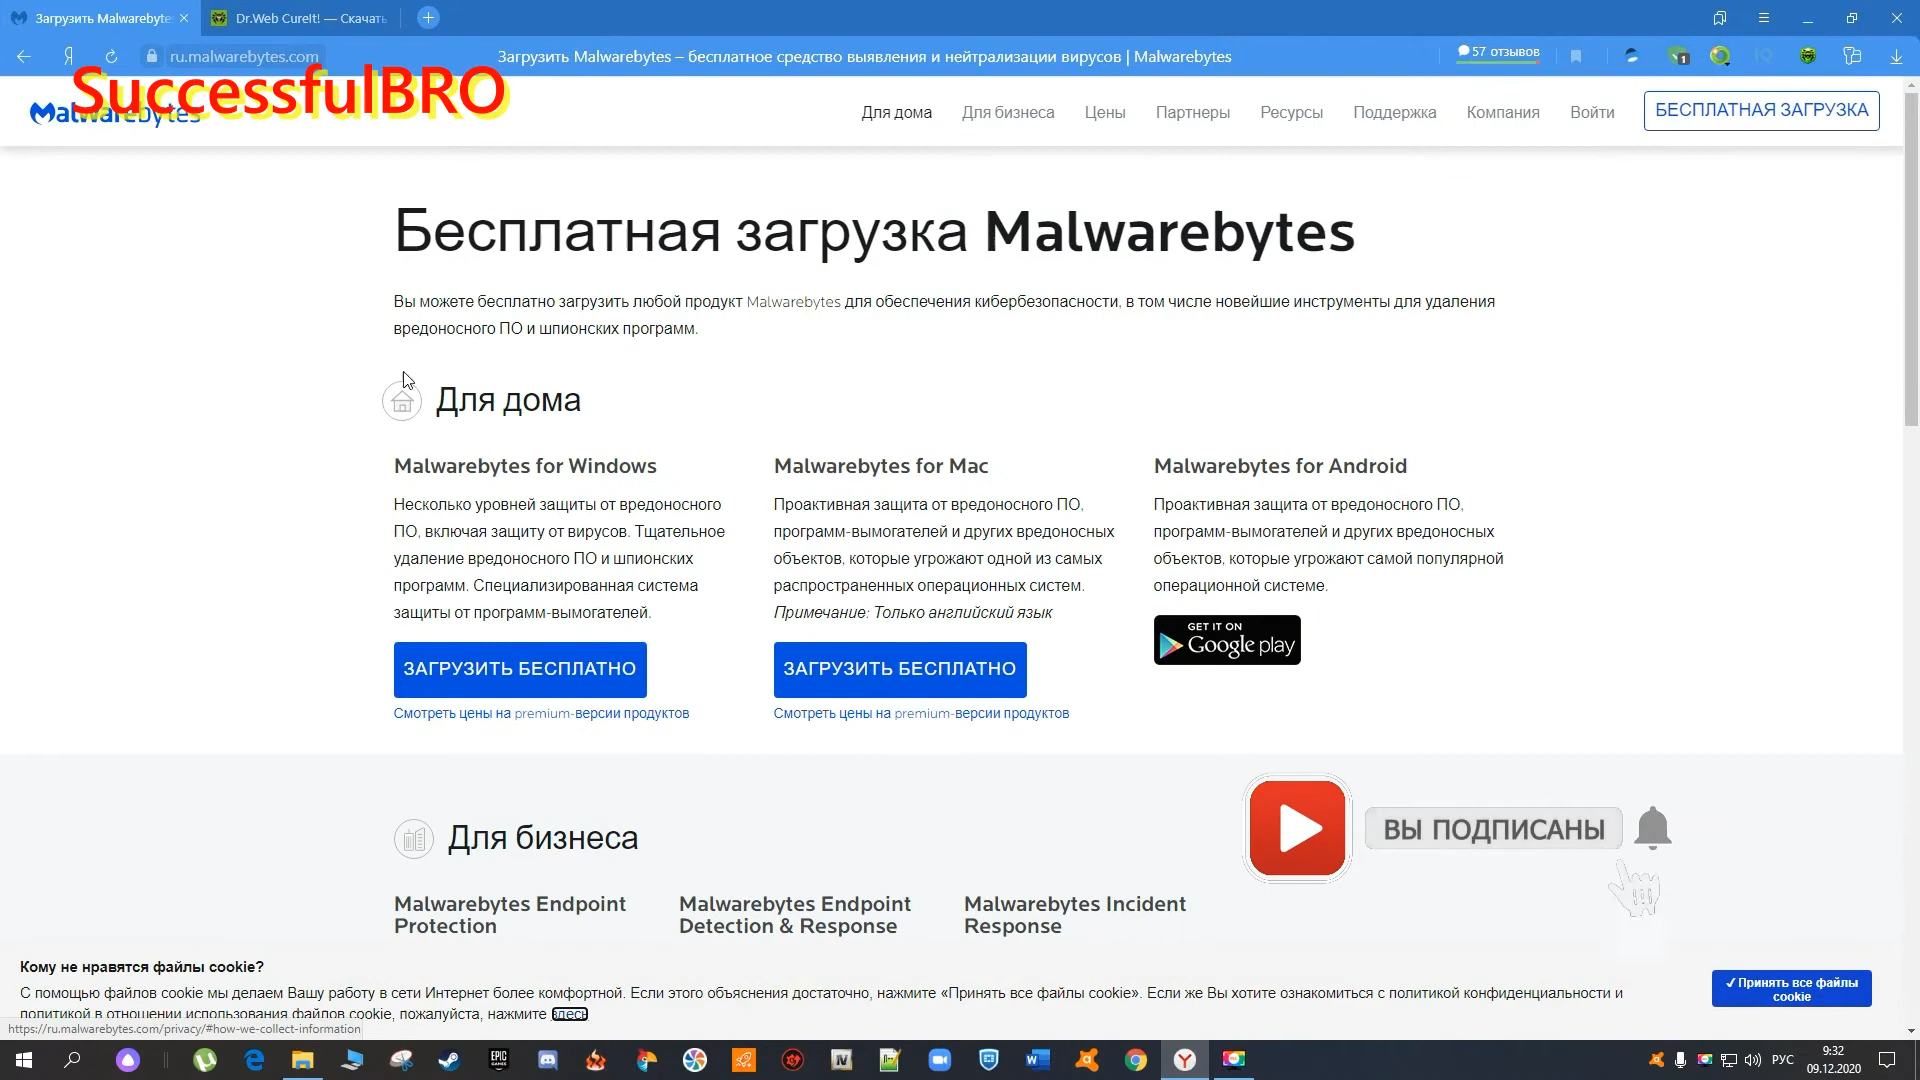 Загрузить Malwarebyte
Dr.Web CureIt! — Скачать
ru.malwarebytes.com
Загрузить Malwarebytes – бесплатное средство выявления и нейтрализации вирусов | Malwarebytes
57 отзывов
1
SuccessfulBRO
Malwarebytes
Для дома
Для бизнеса
Цены
Партнеры
Ресурсы
Поддержка
Компания
Войти
БЕСПЛАТНАЯ ЗАГРУЗКА
Бесплатная загрузка Malwarebytes
Вы можете бесплатно загрузить любой продукт Malwarebytes для обеспечения кибербезопасности, в том числе новейшие инструменты для удаления
вредоносного ПО и шпионских программ.
Для дома
Malwarebytes for Windows
Несколько уровней защиты от вредоносного
ПО, включая защиту от вирусов. Тщательное
удаление вредоносного ПО и шпионских
программ. Специализированная система
защиты от программ-вымогателей.
ЗАГРУЗИТЬ БЕСПЛАТНО
Смотреть цены на premium-версии продуктов
Malwarebytes for Mac
Проактивная защита от вредоносного ПО,
программ-вымогателей и других вредоносных
объектов, которые угрожают одной из самых
распространенных операционных систем.
Примечание: Только английский язык
ЗАГРУЗИТЬ БЕСПЛАТНО
Смотреть цены на premium-версии продуктов
Malwarebytes for Android
Проактивная защита от вредоносного ПО,
программ-вымогателей и других вредоносных
объектов, которые угрожают самой популярной
операционной системе.
GET IT ON
Google play
Для бизнеса
ВЫ ПОДПИСАНЫ
Malwarebytes Endpoint
Protection
Malwarebytes Endpoint
Detection & Response
Malwarebytes Incident
Response
Кому не нравятся файлы cookie?
С помощью файлов cookie мы делаем Вашу работу в сети Интернет более комфортной. Если этого объяснения достаточно, нажмите «Принять все файлы cookie». Если же Вы хотите ознакомиться с политикой конфиденциальности и
политикой в отношении использования файлов cookie, пожалуйста, нажмите здесь
✓ Принять все файлы
cookie
https://ru.malwarebytes.com/privacy/#how-we-collect-information
EPIC
GAMES
IV
РУС
9:32
09.12.2020